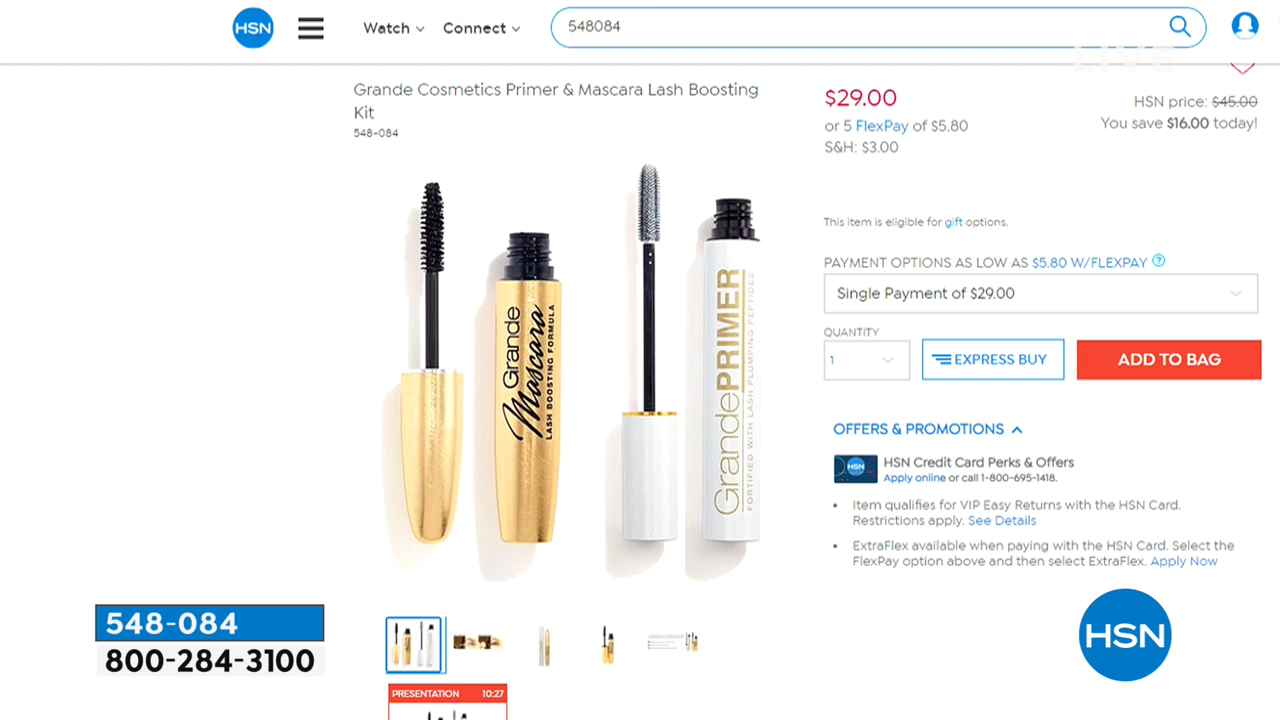 HSN
Watch
Connect
548084
LIVE
Grande Cosmetics Primer & Mascara Lash Boosting
Kit
548-084
$29.00
HSN price: $45.00
or 5 FlexPay of $5.80
You save $16.00 today!
S&H: $3.00
This item is eligible for gift options.
PAYMENT OPTIONS AS LOW AS $5.80 W/FLEXPAY ?
Single Payment of $29.00
QUANTITY
1
EXPRESS BUY
ADD TO BAG
Grande
Mascara
LASH BOOSTING FORMULA
GrandePRIMER
FORTIFIED WITH LASH PLUMPING PEPTIDES
OFFERS & PROMOTIONS
HSN
HSN Credit Card Perks & Offers
Apply online or call 1-800-695-1418.
• Item qualifies for VIP Easy Returns with the HSN Card.
Restrictions apply. See Details
• ExtraFlex available when paying with the HSN Card. Select the
FlexPay option above and then select ExtraFlex. Apply Now
548-084
800-284-3100
HSN
PRESENTATION 10:27